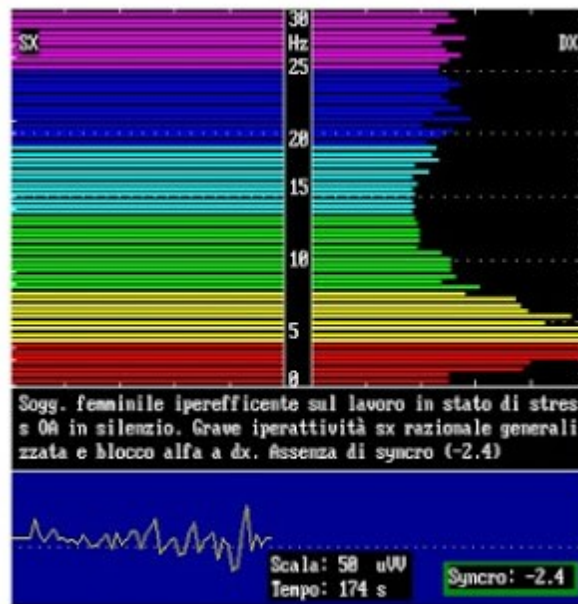 30
SX Hz DX
25
20
15
10
5
0
Sogg. femminile iperefficente sul lavoro in stato di stres
s OA in silenzio. Grave iperattività sx razionale generali
zzata e blocco alfa a dx. Assenza di syncro (-2.4)
Scala: 50 uVV
Tempo: 174 s
Syncro: -2.4